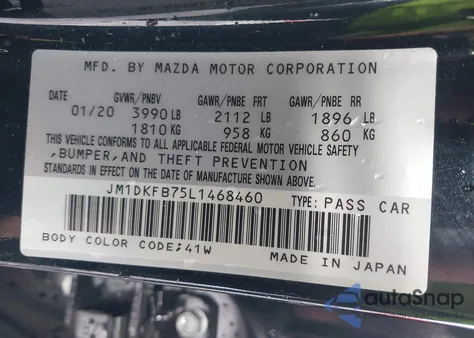 MFD. BY MAZDA MOTOR CORPORATION
DATE GVWR/PNBV GAWR/PNBE FRT GAWR/PNBE RR
01/20 3990 LB 2112 LB 1896 LB
1810 KG 958 KG 860 KG
THIS VEHICLE CONFORMS TO ALL APPLICABLE FEDERAL MOTOR VEHICLE SAFETY
,BUMPER,AND THEFT PREVENTION
STANDARDS IN EFFECT ON THE DATE OF MANUFACTURE SHOWN ABOVE.
JM1DKFB75L1468460 TYPE: PASS CAR
BODY COLOR CODE:41W MADE IN JAPAN
autoSnap